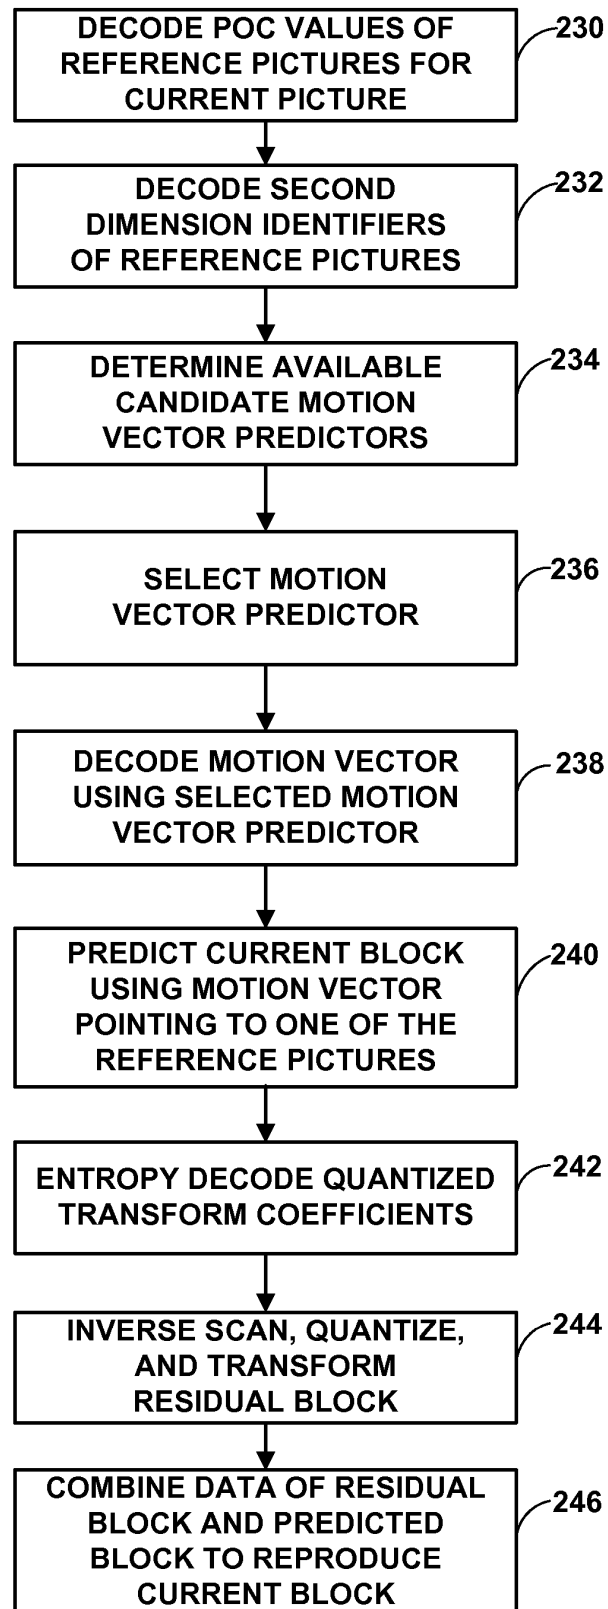 DECODE POC VALUES OF
REFERENCE PICTURES FOR
CURRENT PICTURE
230
DECODE SECOND
DIMENSION IDENTIFIERS
OF REFERENCE PICTURES
232
DETERMINE AVAILABLE
CANDIDATE MOTION
VECTOR PREDICTORS
234
SELECT MOTION
VECTOR PREDICTOR
236
DECODE MOTION VECTOR
USING SELECTED MOTION
VECTOR PREDICTOR
238
PREDICT CURRENT BLOCK
USING MOTION VECTOR
POINTING TO ONE OF THE
REFERENCE PICTURES
240
ENTROPY DECODE QUANTIZED
TRANSFORM COEFFICIENTS
242
INVERSE SCAN, QUANTIZE,
AND TRANSFORM
RESIDUAL BLOCK
244
COMBINE DATA OF RESIDUAL
BLOCK AND PREDICTED
BLOCK TO REPRODUCE
CURRENT BLOCK
246